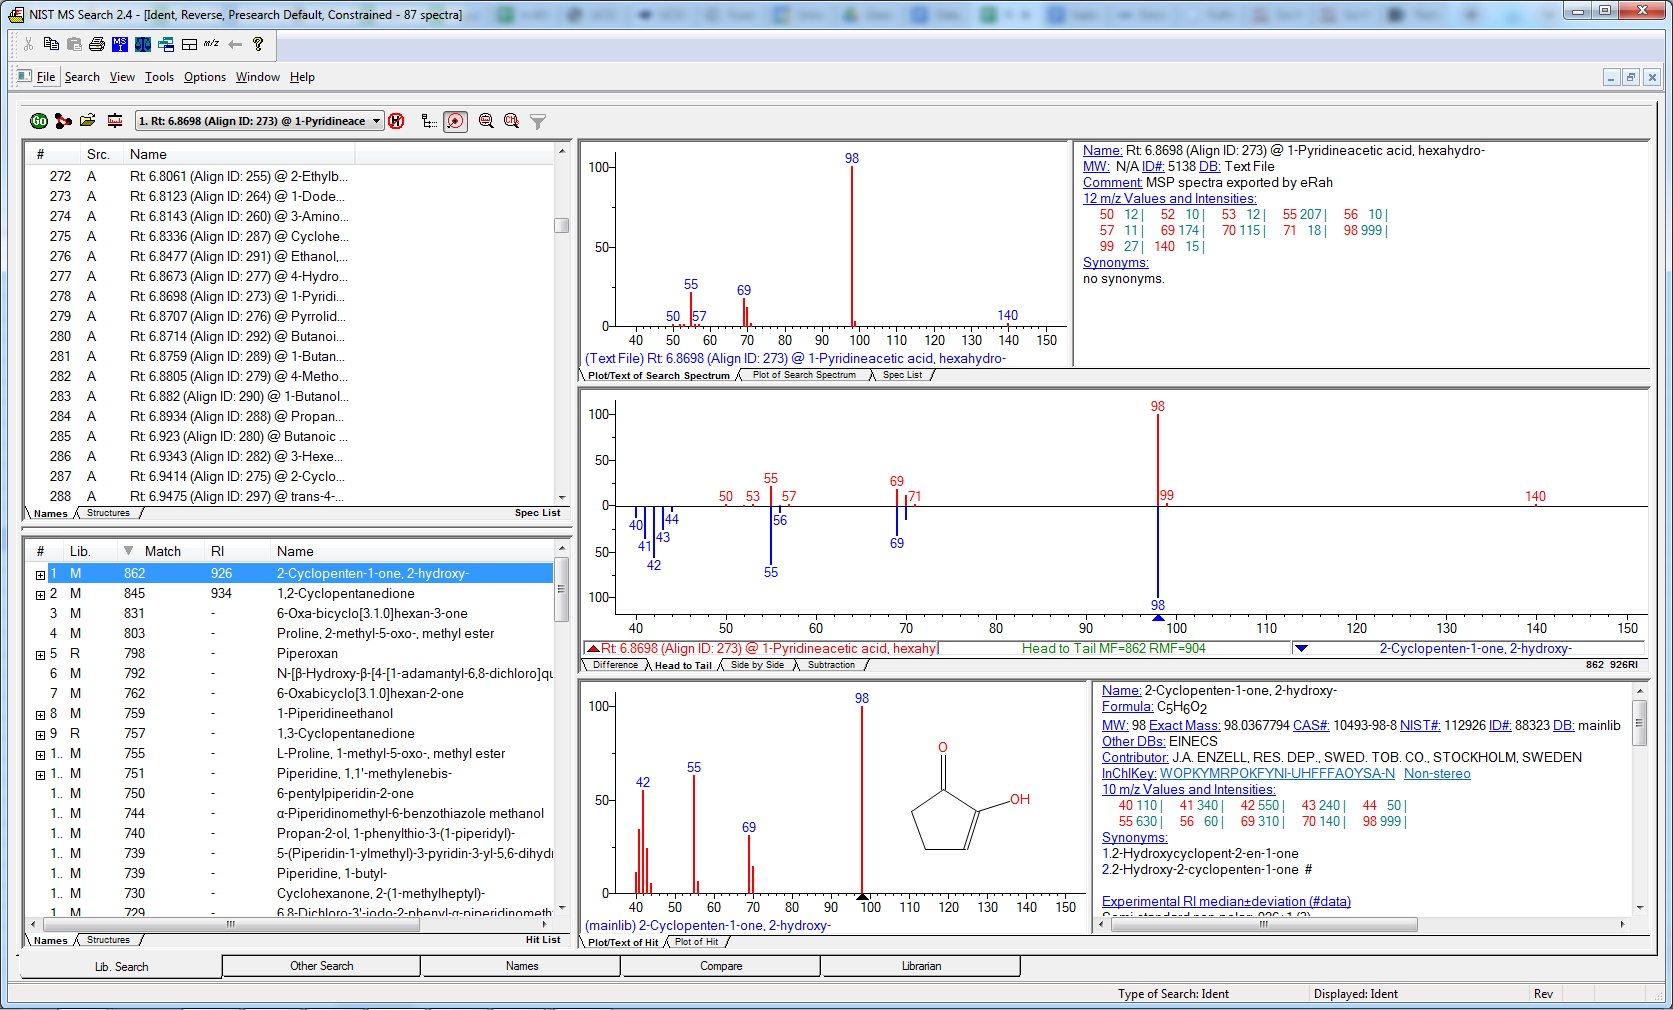 NIST MS Search 2.4 - [Ident, Reverse, Presearch Default, Constrained - 87 spectra]
File Search View Tools Options Window Help
1. Rt: 6.8698 (Align ID: 273) @ 1-Pyridineace
# Src. Name
272 A Rt: 6.8061 (Align ID: 255) @ 2-Ethylb...
273 A Rt: 6.8123 (Align ID: 264) @ 1-Dode...
274 A Rt: 6.8143 (Align ID: 260) @ 3-Amino...
275 A Rt: 6.8336 (Align ID: 287) @ Cyclohe...
276 A Rt: 6.8477 (Align ID: 291) @ Ethanol,...
277 A Rt: 6.8673 (Align ID: 277) @ 4-Hydro...
278 A Rt: 6.8698 (Align ID: 273) @ 1-Pyridi...
279 A Rt: 6.8707 (Align ID: 276) @ Pyrrolid...
280 A Rt: 6.8714 (Align ID: 292) @ Butanoi...
281 A Rt: 6.8759 (Align ID: 289) @ 1-Butan...
282 A Rt: 6.8805 (Align ID: 279) @ 4-Metho...
283 A Rt: 6.882 (Align ID: 290) @ 1-Butanol...
284 A Rt: 6.8934 (Align ID: 288) @ Propan...
285 A Rt: 6.923 (Align ID: 280) @ Butanoic ...
286 A Rt: 6.9343 (Align ID: 282) @ 3-Hexe...
287 A Rt: 6.9414 (Align ID: 275) @ 2-Cyclo...
288 A Rt: 6.9475 (Align ID: 297) @ trans-4-...
Names Structures Spec List
100 98
50 55 69
0 50 57 140
40 50 60 70 80 90 100 110 120 130 140 150
(Text File) Rt: 6.8698 (Align ID: 273) @ 1-Pyridineacetic acid, hexahydro-
Plot/Text of Search Spectrum Plot of Search Spectrum Spec List
Name: Rt: 6.8698 (Align ID: 273) @ 1-Pyridineacetic acid, hexahydro-
MW: N/A ID#: 5138 DB: Text File
Comment: MSP spectra exported by eRah
12 m/z Values and Intensities:
50 12 | 52 10 | 53 12 | 55 207 | 56 10 |
57 11 | 69 174 | 70 115 | 71 18 | 98 999 |
99 27 | 140 15 |
Synonyms:
no synonyms.
100 98
50 55 69
50 53 57 71 99 140
0
40 41 42 43 44 56
50 55 69
100 98
40 50 60 70 80 90 100 110 120 130 140 150
Rt: 6.8698 (Align ID: 273) @ 1-Pyridineacetic acid, hexahy Head to Tail MF=862 RMF=904 2-Cyclopenten-1-one, 2-hydroxy-
Difference Head to Tail Side by Side Subtraction 862 926RI
# Lib. Match RI Name
1 M 862 926 2-Cyclopenten-1-one, 2-hydroxy-
2 M 845 934 1,2-Cyclopentanedione
3 M 831 - 6-Oxa-bicyclo[3.1.0]hexan-3-one
4 M 803 - Proline, 2-methyl-5-oxo-, methyl ester
5 R 798 - Piperoxan
6 M 792 - N-[β-Hydroxy-β-[4-[1-adamantyl-6,8-dichloro]qu
7 M 762 - 6-Oxabicyclo[3.1.0]hexan-2-one
8 M 759 - 1-Piperidineethanol
9 R 757 - 1,3-Cyclopentanedione
1.. M 755 - L-Proline, 1-methyl-5-oxo-, methyl ester
1.. M 751 - Piperidine, 1,1'-methylenebis-
1.. M 750 - 6-pentylpiperidin-2-one
1.. M 744 - α-Piperidinomethyl-6-benzothiazole methanol
1.. M 740 - Propan-2-ol, 1-phenylthio-3-(1-piperidyl)-
1.. M 739 - 5-(Piperidin-1-ylmethyl)-3-pyridin-3-yl-5,6-dihyd
1.. M 739 - Piperidine, 1-butyl-
1.. M 730 - Cyclohexanone, 2-(1-methylheptyl)-
1.. M 729 - 6,8-Dichloro-3'-iodo-2-phenyl-α-piperidinometh
Names Structures Hit List
100 98
50 42 55
69
0
40 50 60 70 80 90 100 110 120 130 140 150
O
OH
(mainlib) 2-Cyclopenten-1-one, 2-hydroxy-
Plot/Text of Hit Plot of Hit
Name: 2-Cyclopenten-1-one, 2-hydroxy-
Formula: C5H6O2
MW: 98 Exact Mass: 98.0367794 CAS#: 10493-98-8 NIST#: 112926 ID#: 88323 DB: mainlib
Other DBs: EINECS
Contributor: J.A. ENZELL, RES. DEP., SWED. TOB. CO., STOCKHOLM, SWEDEN
InChIKey: WOPKYMRPOKFYNI-UHFFFAOYSA-N Non-stereo
10 m/z Values and Intensities:
40 110 | 41 340 | 42 550 | 43 240 | 44 50 |
55 630 | 56 60 | 69 310 | 70 140 | 98 999 |
Synonyms:
1.2-Hydroxycyclopent-2-en-1-one
2.2-Hydroxy-2-cyclopenten-1-one #
Experimental RI median±deviation (#data)
Lib. Search Other Search Names Compare Librarian
Type of Search: Ident Displayed: Ident Rev